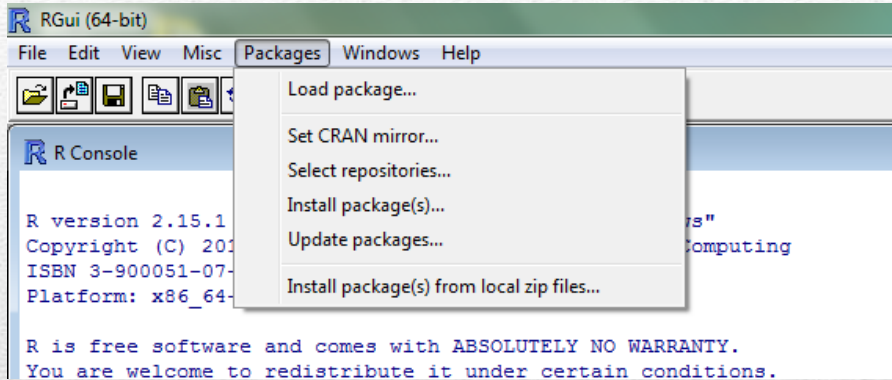 RGui (64-bit)
File Edit View Misc Packages Windows Help
Load package...
Set CRAN mirror...
Select repositories...
Install package(s)...
Update packages...
Install package(s) from local zip files...
R Console
R version 2.15.1
Copyright (C) 201 Computing
ISBN 3-900051-07-
Platform: x86_64-
R is free software and comes with ABSOLUTELY NO WARRANTY.
You are welcome to redistribute it under certain conditions.